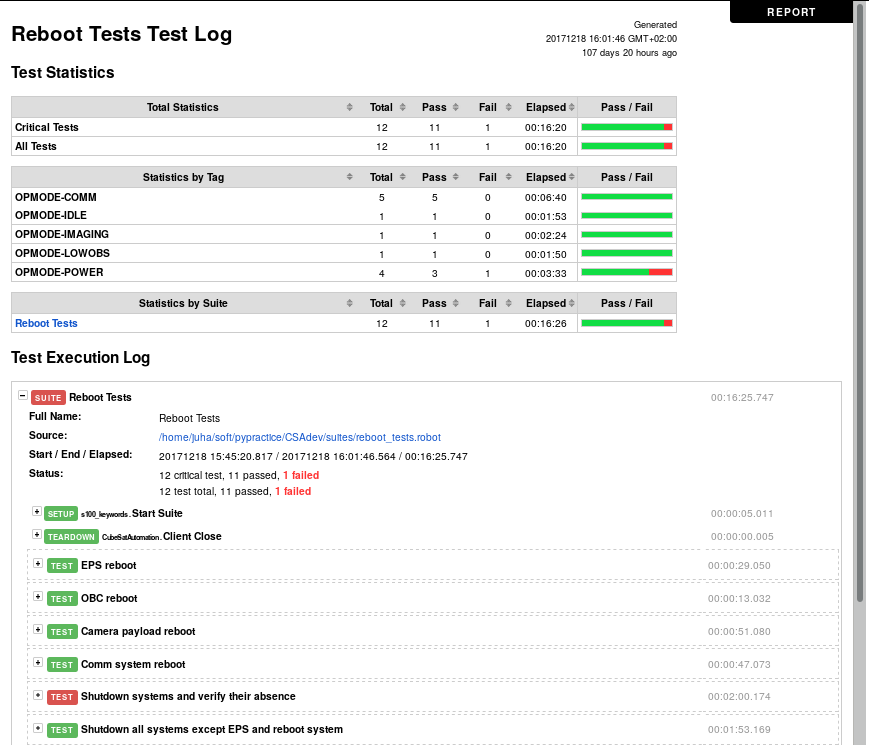 REPORT
Reboot Tests Test Log
Generated
20171218 16:01:46 GMT+02:00
107 days 20 hours ago
Test Statistics
Total Statistics Total Pass Fail Elapsed Pass / Fail
Critical Tests 12 11 1 00:16:20
All Tests 12 11 1 00:16:20
Statistics by Tag Total Pass Fail Elapsed Pass / Fail
OPMODE-COMM 5 5 0 00:06:40
OPMODE-IDLE 1 1 0 00:01:53
OPMODE-IMAGING 1 1 0 00:02:24
OPMODE-LOWOBS 1 1 0 00:01:50
OPMODE-POWER 4 3 1 00:03:33
Statistics by Suite Total Pass Fail Elapsed Pass / Fail
Reboot Tests 12 11 1 00:16:26
Test Execution Log
SUITE Reboot Tests 00:16:25.747
Full Name: Reboot Tests
Source: /home/juha/soft/pypractice/CSAdev/suites/reboot_tests.robot
Start / End / Elapsed: 20171218 15:45:20.817 / 20171218 16:01:46.564 / 00:16:25.747
Status: 12 critical test, 11 passed, 1 failed
12 test total, 11 passed, 1 failed
SETUP s100_keywords. Start Suite 00:00:05.011
TEARDOWN CubeSatAutomation. Client Close 00:00:00.005
TEST EPS reboot 00:00:29.050
TEST OBC reboot 00:00:13.032
TEST Camera payload reboot 00:00:51.080
TEST Comm system reboot 00:00:47.073
TEST Shutdown systems and verify their absence 00:02:00.174
TEST Shutdown all systems except EPS and reboot system 00:01:53.169